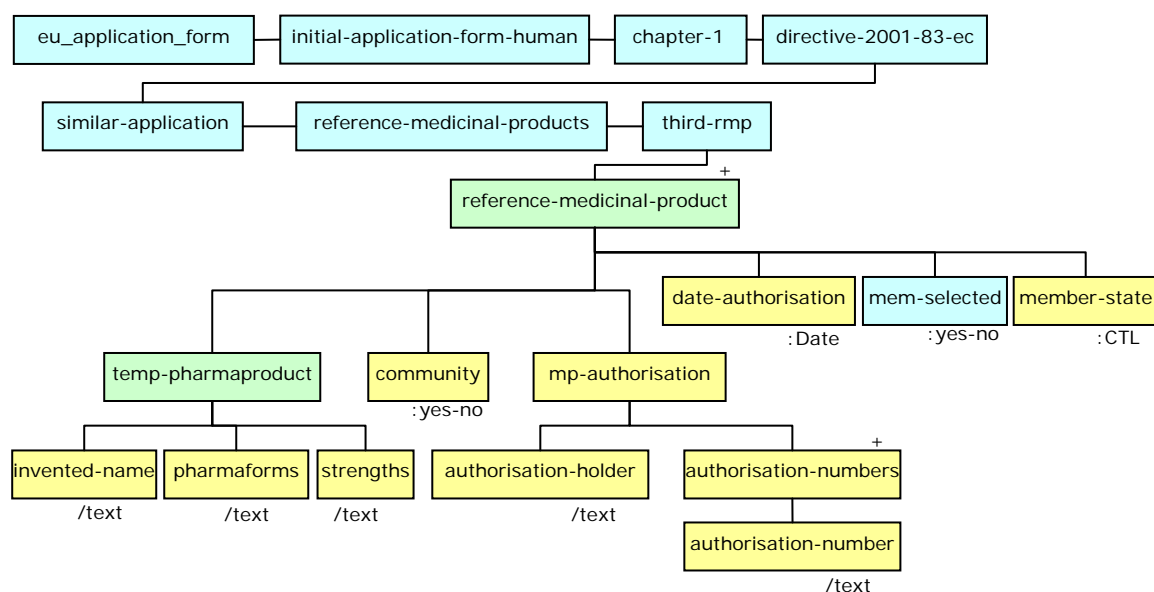 eu_application_form
initial-application-form-human
chapter-1
directive-2001-83-ec
similar-application
reference-medicinal-products
third-rmp
+
reference-medicinal-product
date-authorisation
mem-selected
member-state
:Date
:yes-no
:CTL
temp-pharmaproduct
community
mp-authorisation
:yes-no
+
invented-name
pharmaforms
strengths
authorisation-holder
authorisation-numbers
/text
/text
/text
/text
authorisation-number
/text